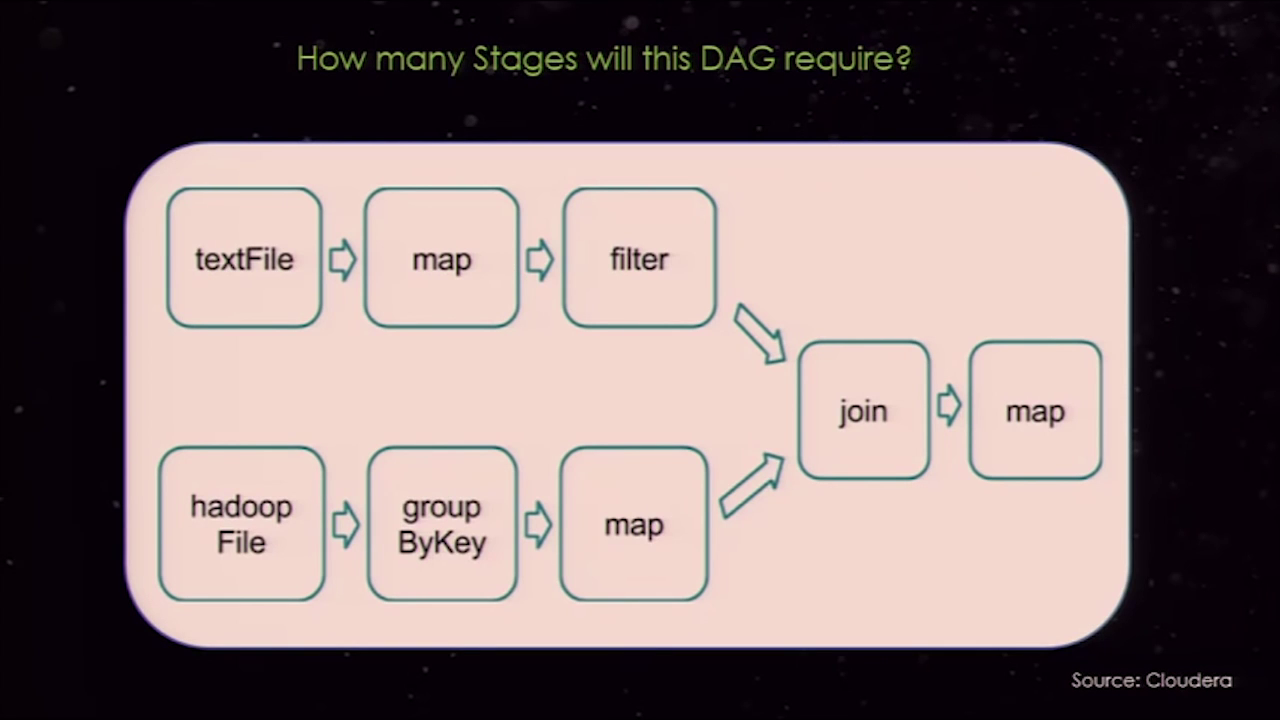 How many Stages will this DAG require?
textFile
map
filter
join
map
hadoop
File
group
ByKey
map
Source: Cloudera